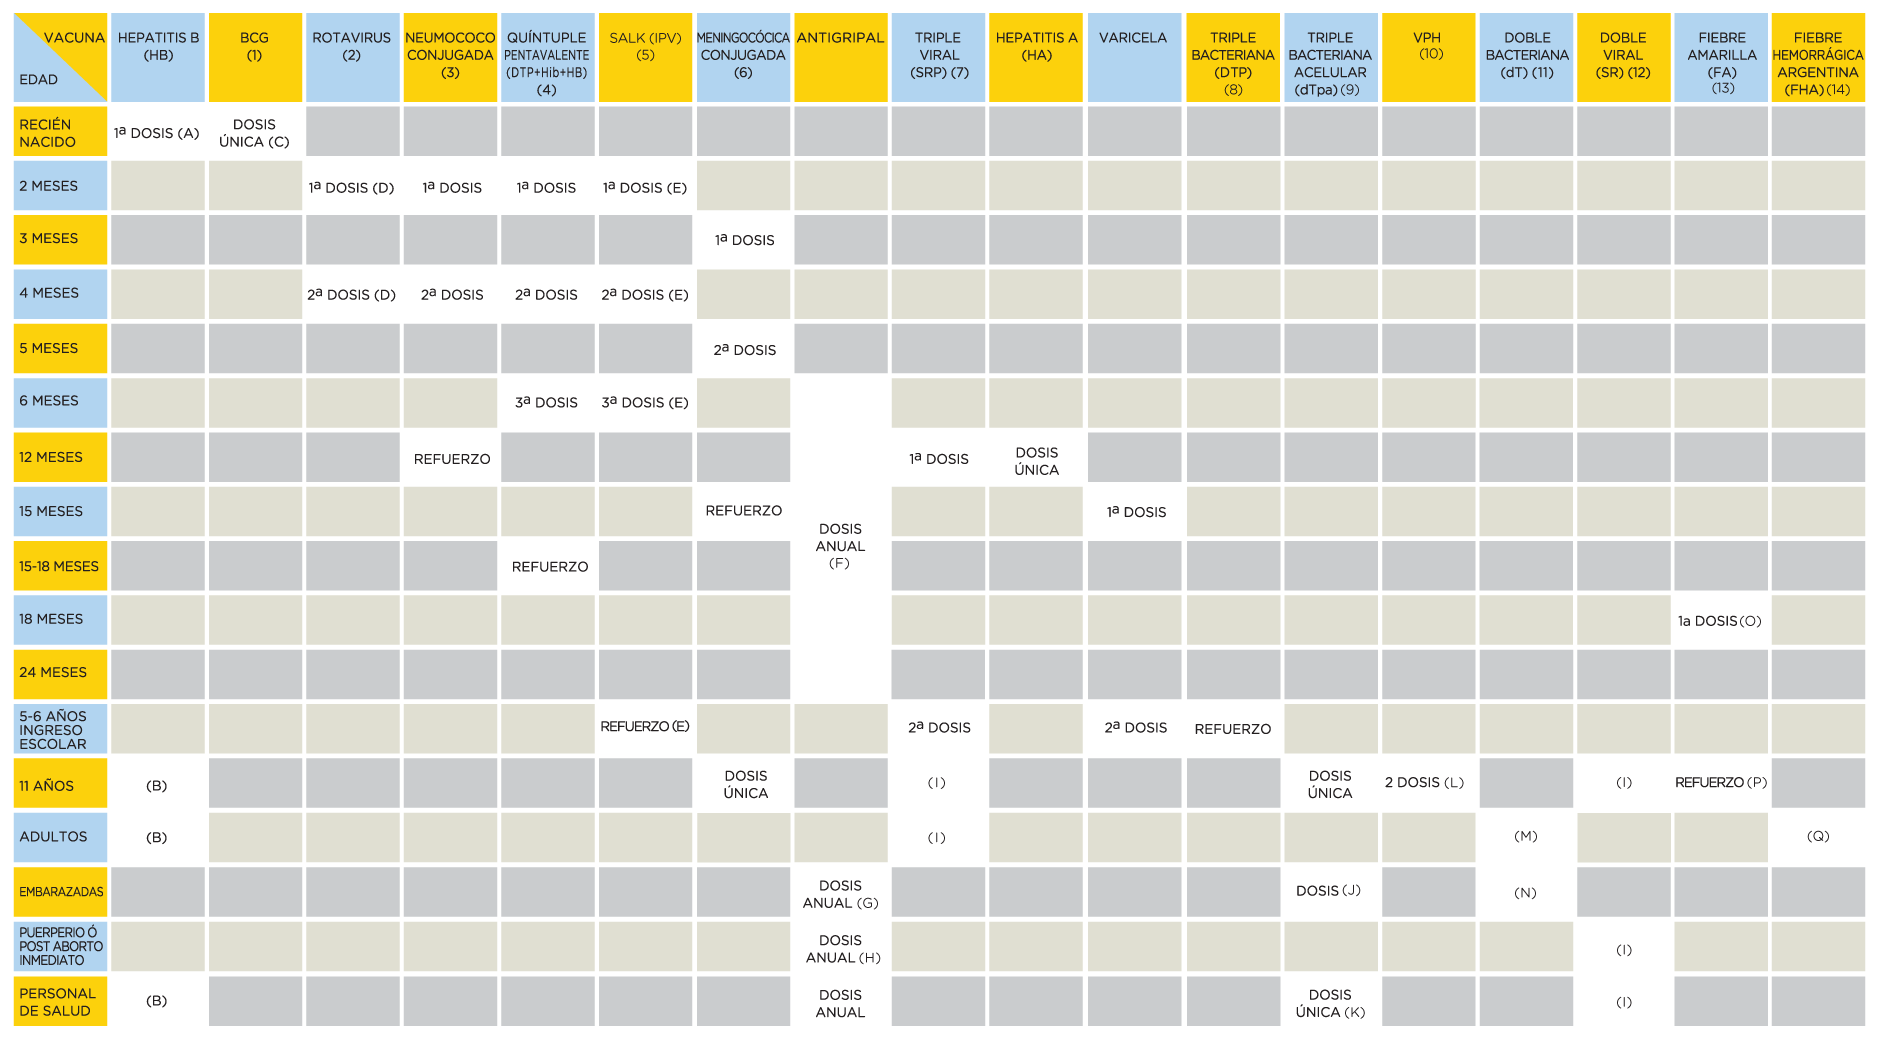 VACUNA
EDAD
HEPATITIS B
(HB)
BCG
(1)
ROTAVIRUS
(2)
NEUMOCOCO
CONJUGADA
(3)
QUÍNTUPLE
PENTAVALENTE
(DTP+Hib+HB)
(4)
SALK (IPV)
(5)
MENINGOCÓCICA
CONJUGADA
(6)
ANTIGRIPAL
TRIPLE
VIRAL
(SRP) (7)
HEPATITIS A
(HA)
VARICELA
TRIPLE
BACTERIANA
(DTP)
(8)
TRIPLE
BACTERIANA
ACELULAR
(dTpa) (9)
VPH
(10)
DOBLE
BACTERIANA
(dT) (11)
DOBLE
VIRAL
(SR) (12)
FIEBRE
AMARILLA
(FA)
(13)
FIEBRE
HEMORRÁGICA
ARGENTINA
(FHA) (14)
RECIÉN
NACIDO
1ª DOSIS (A)
DOSIS
ÚNICA (C)
2 MESES
1ª DOSIS (D)
1ª DOSIS
1ª DOSIS
1ª DOSIS (E)
3 MESES
1ª DOSIS
4 MESES
2ª DOSIS (D)
2ª DOSIS
2ª DOSIS
2ª DOSIS (E)
5 MESES
2ª DOSIS
6 MESES
3ª DOSIS
3ª DOSIS (E)
12 MESES
REFUERZO
1ª DOSIS
DOSIS
ÚNICA
15 MESES
REFUERZO
DOSIS
ANUAL
(F)
1ª DOSIS
15-18 MESES
REFUERZO
18 MESES
1a DOSIS (O)
24 MESES
5-6 AÑOS
INGRESO
ESCOLAR
REFUERZO (E)
2ª DOSIS
2ª DOSIS
REFUERZO
11 AÑOS
(B)
DOSIS
ÚNICA
(I)
DOSIS
ÚNICA
2 DOSIS (L)
(I)
REFUERZO (P)
ADULTOS
(B)
(I)
(M)
(Q)
EMBARAZADAS
DOSIS
ANUAL (G)
DOSIS (J)
(N)
PUERPERIO Ó
POST ABORTO
INMEDIATO
DOSIS
ANUAL (H)
(I)
PERSONAL
DE SALUD
(B)
DOSIS
ANUAL
DOSIS
ÚNICA (K)
(I)